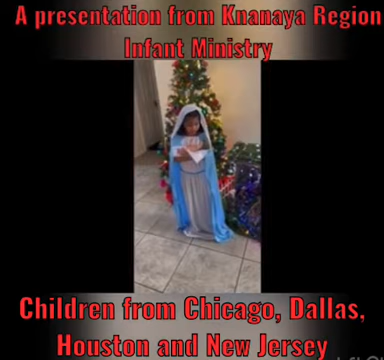 A presentation from Knanaya Region
Infant Ministry
Children from Chicago, Dallas,
Houston and New Jersey